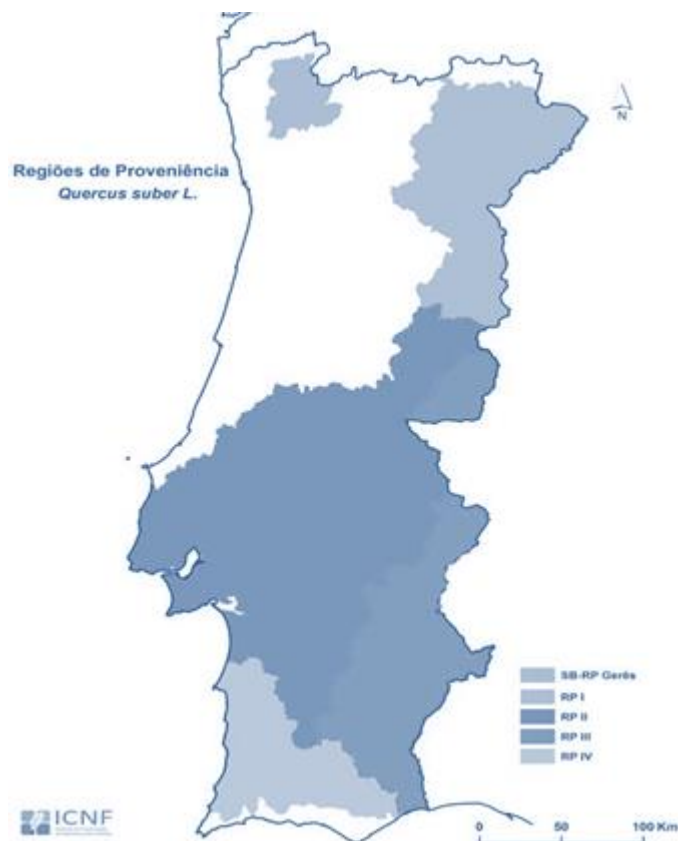 N
Regiões de Proveniência
Quercus suber L.
SB-RP Gerês
RP I
RP II
RP III
RP IV
ICNF
0 50 100 Km